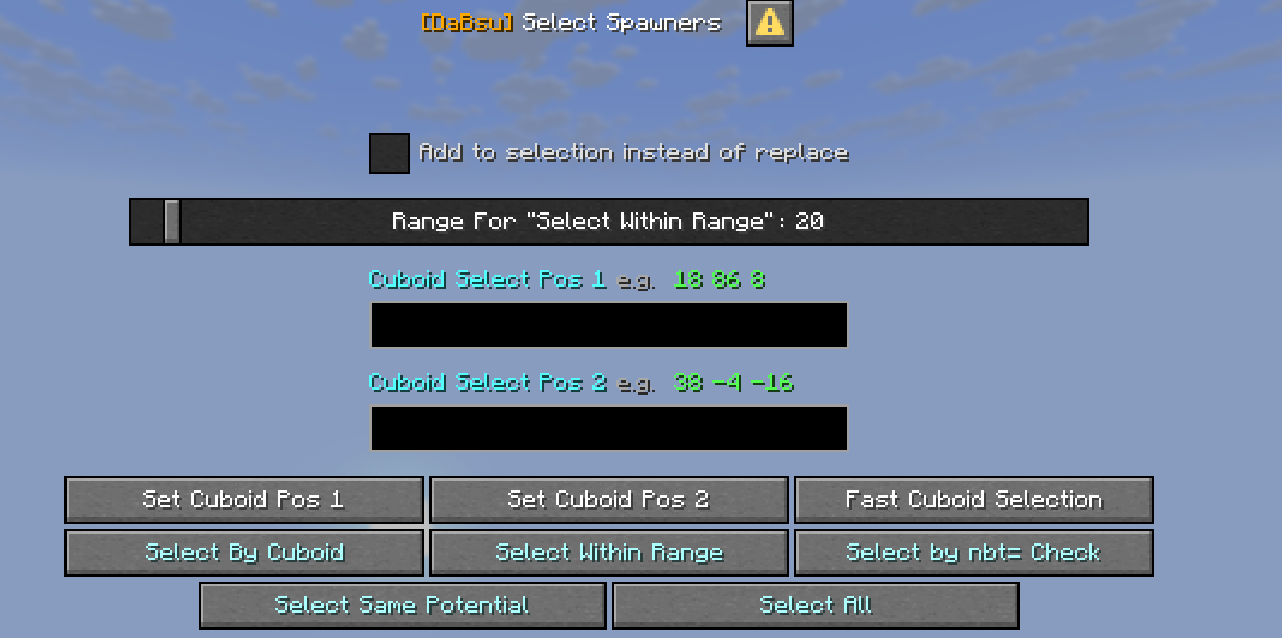 [DaBsu] Select Spawners
Add to selection instead of replace
Range For "Select Within Range": 20
Cuboid Select Pos 1 e.g. 18 86 8
Cuboid Select Pos 2 e.g. 38 -4 -16
Set Cuboid Pos 1
Set Cuboid Pos 2
Fast Cuboid Selection
Select By Cuboid
Select Within Range
Select by nbt= Check
Select Same Potential
Select All